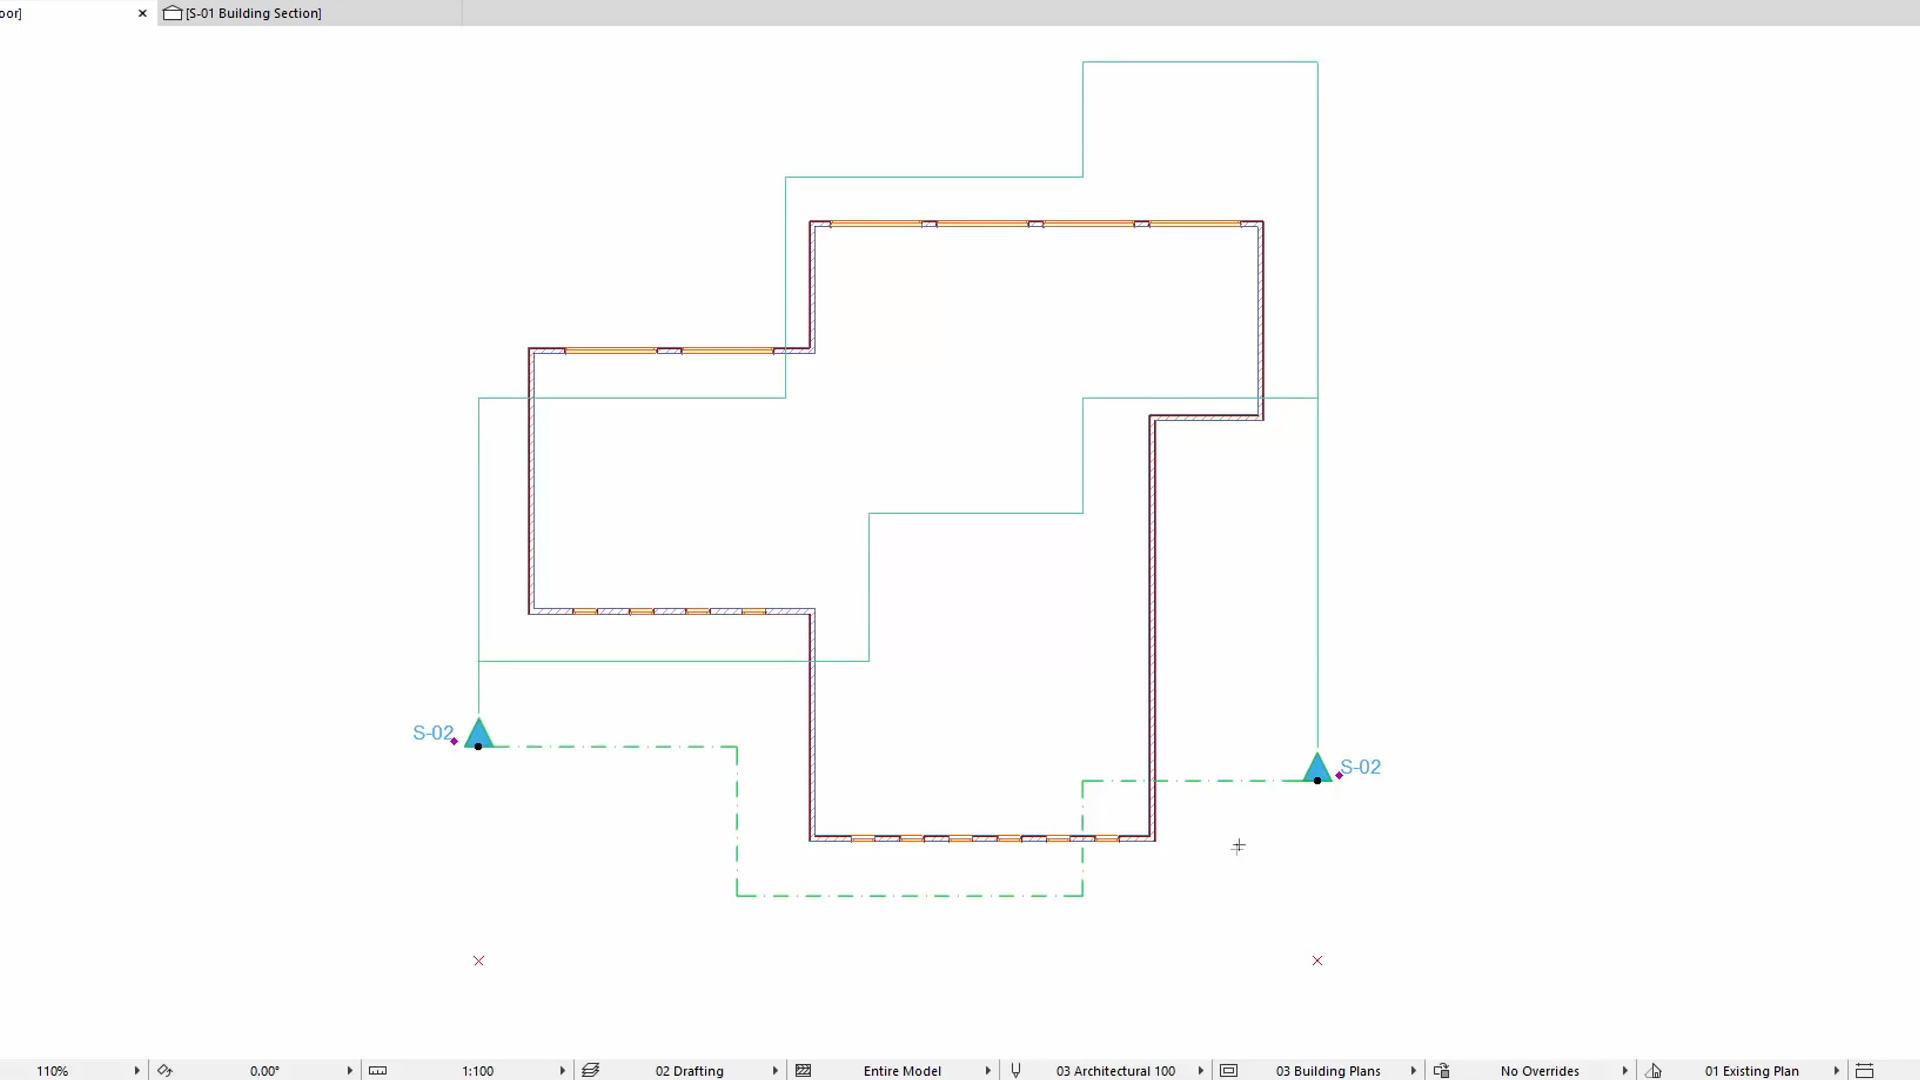 oor]
[S-01 Building Section]
S-02
S-02
110%
0.00°
1:100
02 Drafting
Entire Model
03 Architectural 100
03 Building Plans
No Overrides
01 Existing Plan